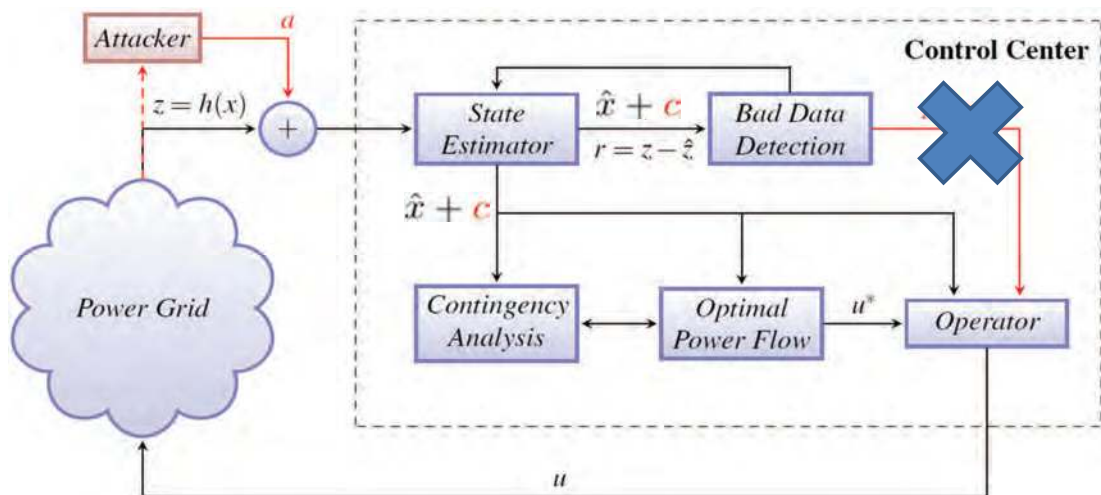 Attacker
a
Control Center
z = h(x)
+
State
Estimator
x̂ + c
r = z − ẑ
Bad Data
Detection
x̂ + c
Power Grid
Contingency
Analysis
Optimal
Power Flow
u*
Operator
u